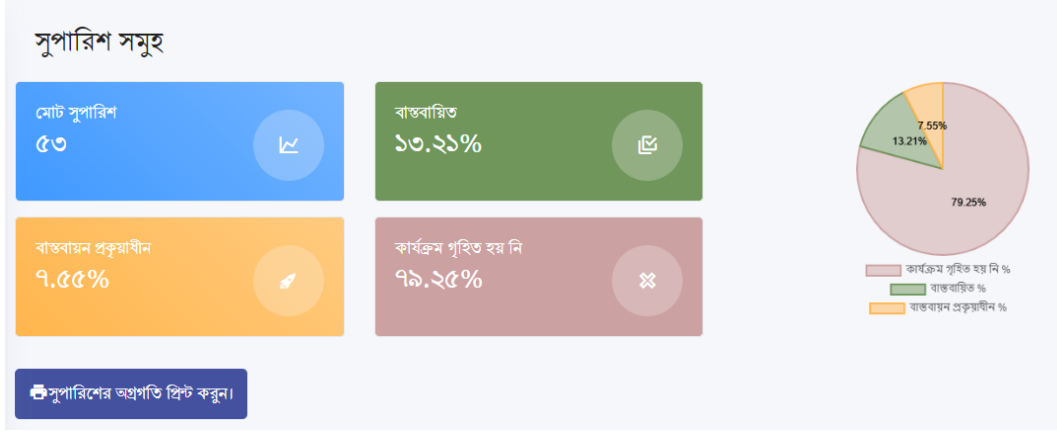 সুপারিশ সমুহ
মোট সুপারিশ
৫৩
বাস্তবায়িত
১৩.২১%
বাস্তবায়ন প্রকৃয়াধীন
৭.৫৫%
কার্যক্রম গৃহিত হয় নি
৭৯.২৫%
সুপারিশের অগ্রগতি প্রিন্ট করুন।
7.55%
13.21%
79.25%
কার্যক্রম গৃহিত হয় নি %
বাস্তবায়িত %
বাস্তবায়ন প্রকৃয়াধীন %